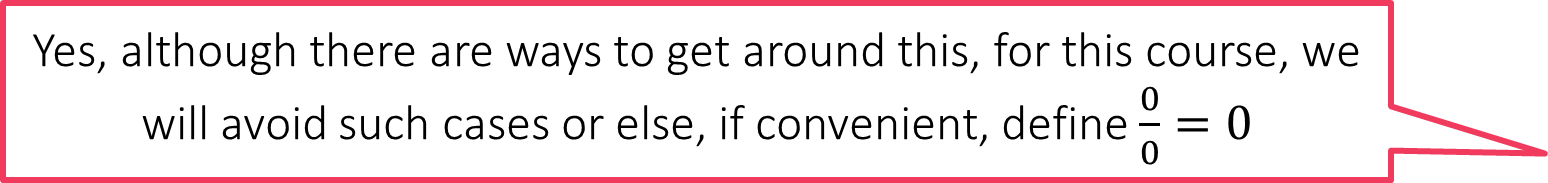 Yes, although there are ways to get around this, for this course, we
will avoid such cases or else, if convenient, define 0/0 = 0